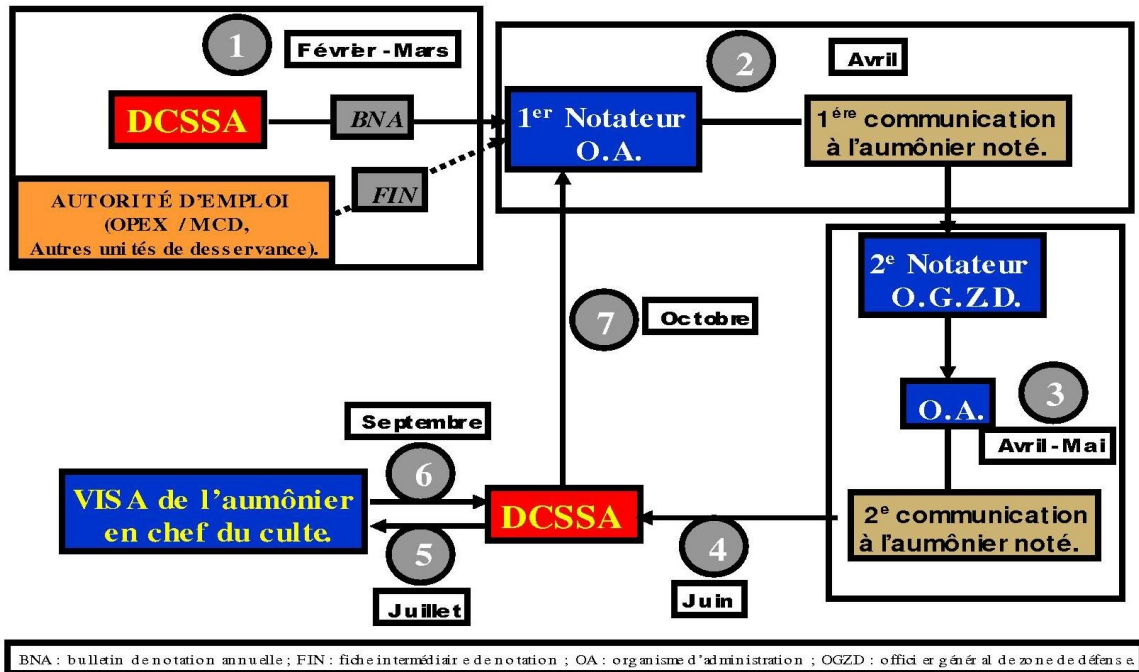 1
Février - Mars
DCSSA
BNA
FIN
AUTORITÉ D'EMPLOI
(OPEX / MCD,
Autres unités de desservance).
2
Avril
1er Notateur
O.A.
1ére communication
à l'aumônier noté.
2e Notateur
O.G.Z.D.
O.A.
3
Avril - Mai
2e communication
à l'aumônier noté.
4
Juin
DCSSA
5
Juillet
VISA de l'aumônier
en chef du culte.
6
Septembre
7
Octobre
BNA : bulletin de notation annuelle ; FIN : fiche intermédiaire de notation ; OA : organisme d'administration ; OGZD : officier général de zone de défense.